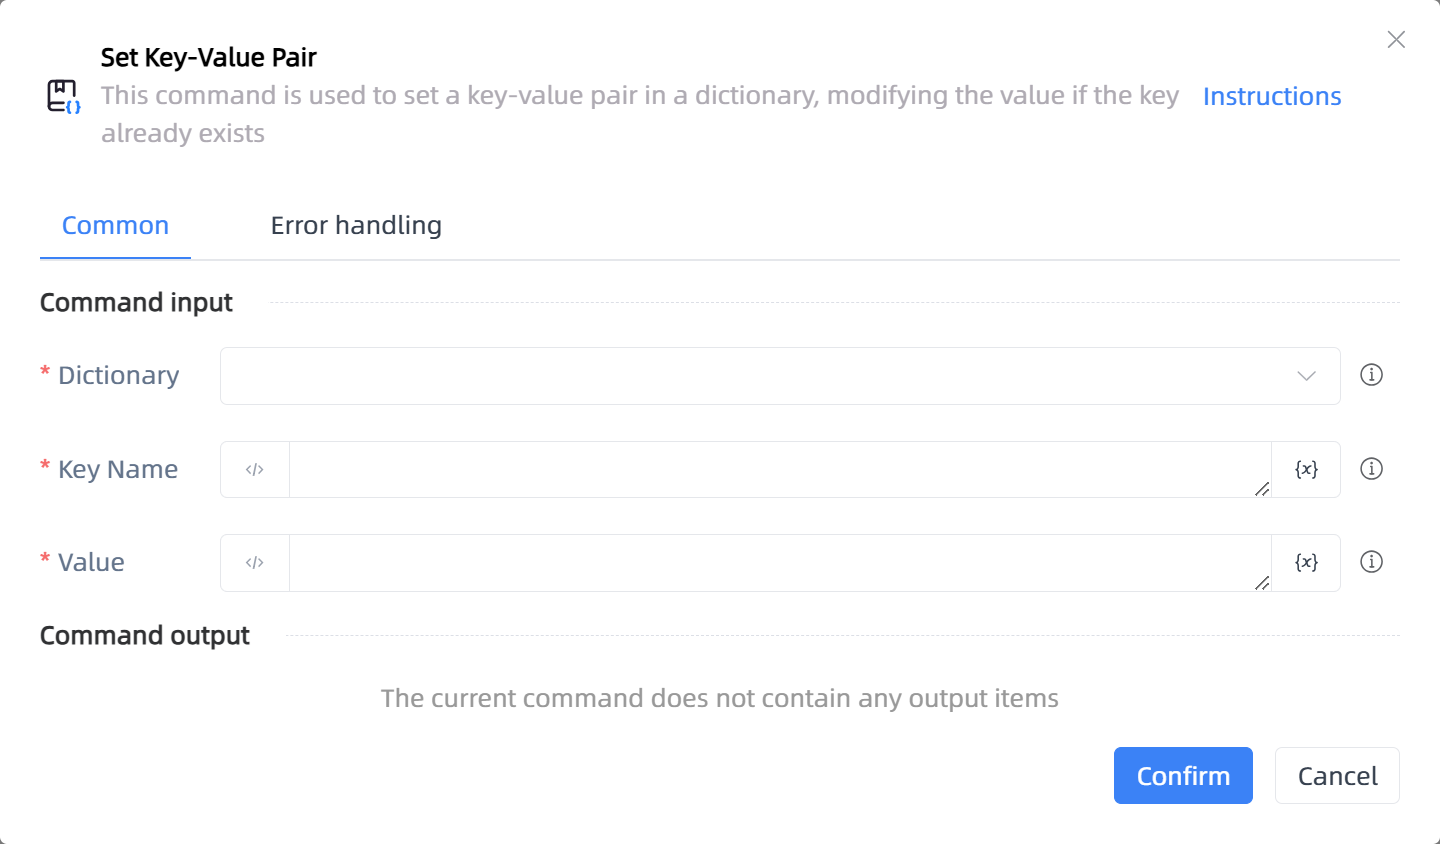 Set Key-Value Pair
This command is used to set a key-value pair in a dictionary, modifying the value if the key
already exists
Instructions
Common
Error handling
Command input
* Dictionary
* Key Name
</>
{x}
* Value
</>
{x}
Command output
The current command does not contain any output items
Confirm
Cancel